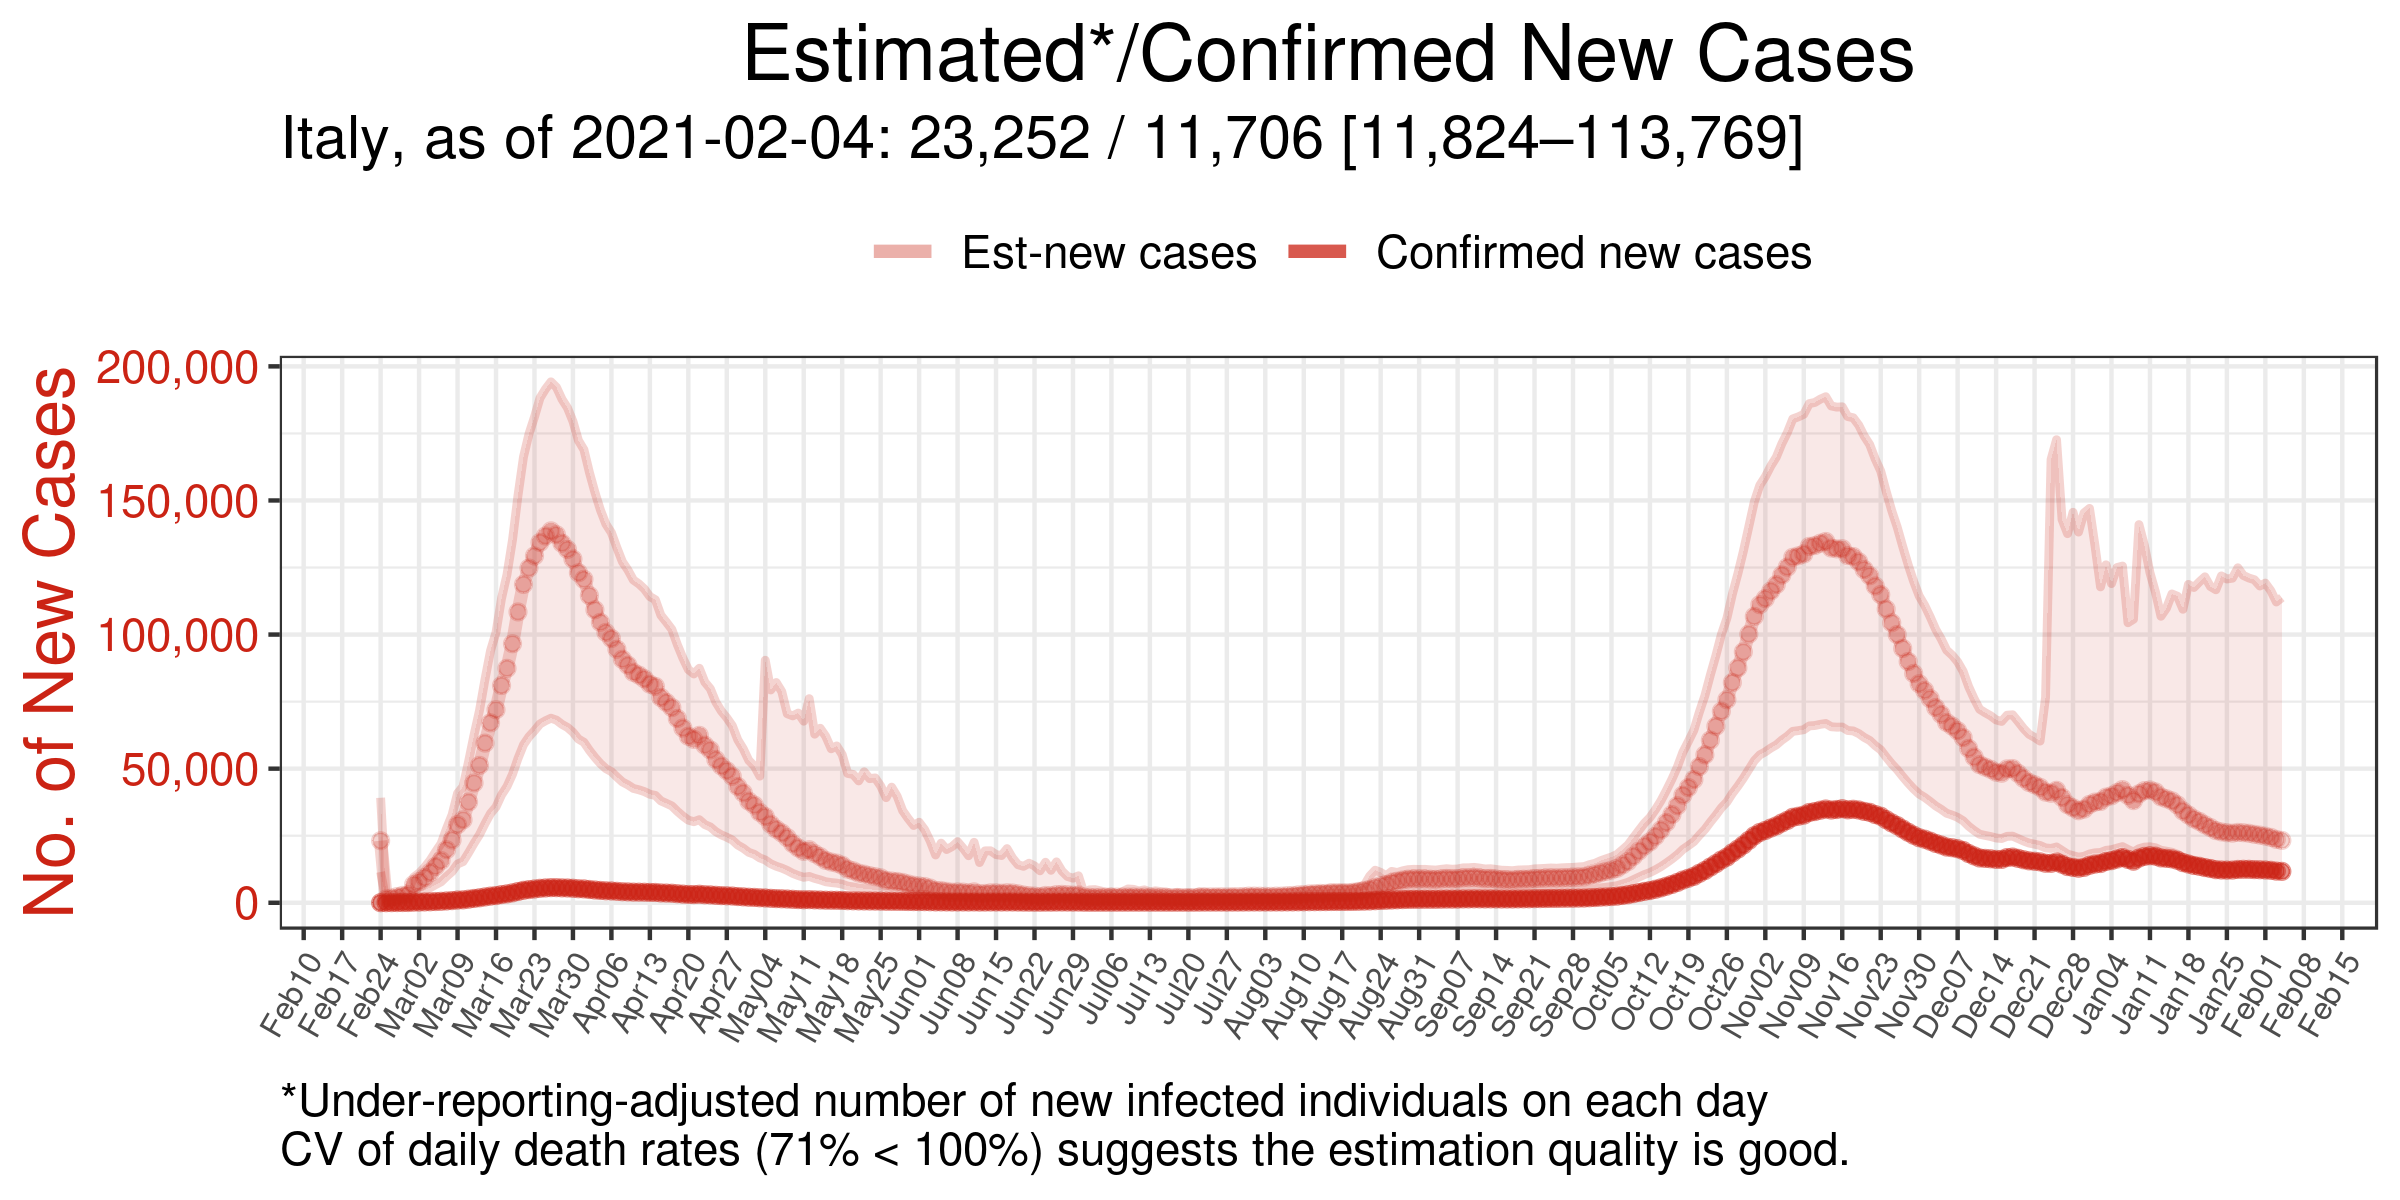 Estimated*/Confirmed New Cases
Italy, as of 2021-02-04: 23,252 / 11,706 [11,824–113,769]
Est-new cases
Confirmed new cases
No. of New Cases
200,000
150,000
100,000
50,000
0
Feb10
Feb17
Feb24
Mar02
Mar09
Mar16
Mar23
Mar30
Apr06
Apr13
Apr20
Apr27
May04
May11
May18
May25
Jun01
Jun08
Jun15
Jun22
Jun29
Jul06
Jul13
Jul20
Jul27
Aug03
Aug10
Aug17
Aug24
Aug31
Sep07
Sep14
Sep21
Sep28
Oct05
Oct12
Oct19
Oct26
Nov02
Nov09
Nov16
Nov23
Nov30
Dec07
Dec14
Dec21
Dec28
Jan04
Jan11
Jan18
Jan25
Feb01
Feb08
Feb15
*Under-reporting-adjusted number of new infected individuals on each day
CV of daily death rates (71% < 100%) suggests the estimation quality is good.